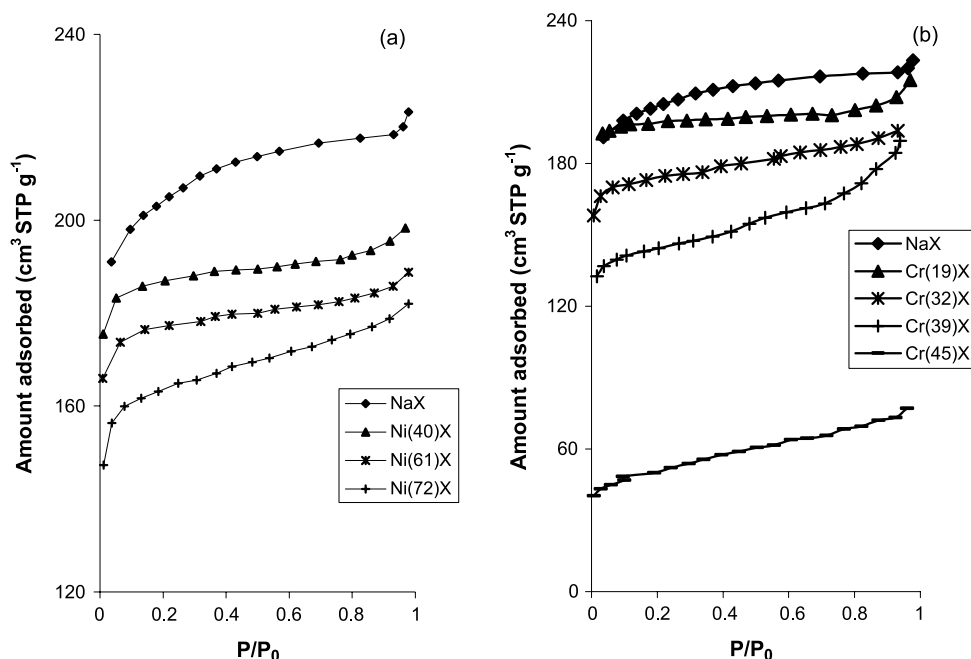 (a)
240
200
160
120
Amount adsorbed (cm³ STP g⁻¹)
NaX
Ni(40)X
Ni(61)X
Ni(72)X
0 0.2 0.4 0.6 0.8 1
P/P₀
(b)
240
180
120
60
0
Amount adsorbed (cm³ STP g⁻¹)
NaX
Cr(19)X
Cr(32)X
Cr(39)X
Cr(45)X
0 0.2 0.4 0.6 0.8 1
P/P₀